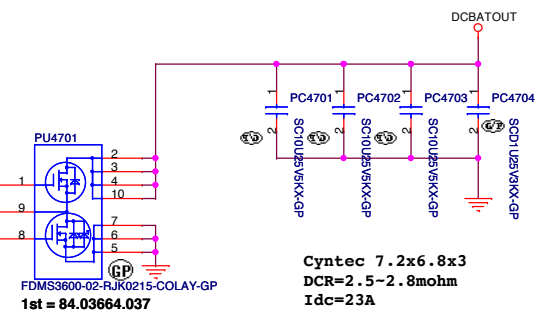 DCBATOUT
PC4701
PC4702
PC4703
PC4704
1
2
1
2
1
2
1
2
SC10U25V5KX-GP
SC10U25V5KX-GP
SC10U25V5KX-GP
SCD1U25V3KX-GP
G/P
PU4701
1
9
8
2
3
4
10
7
6
5
GP
FDMS3600-02-RJK0215-COLAY-GP
1st = 84.03664.037
Cyntec 7.2x6.8x3
DCR=2.5~2.8mohm
Idc=23A